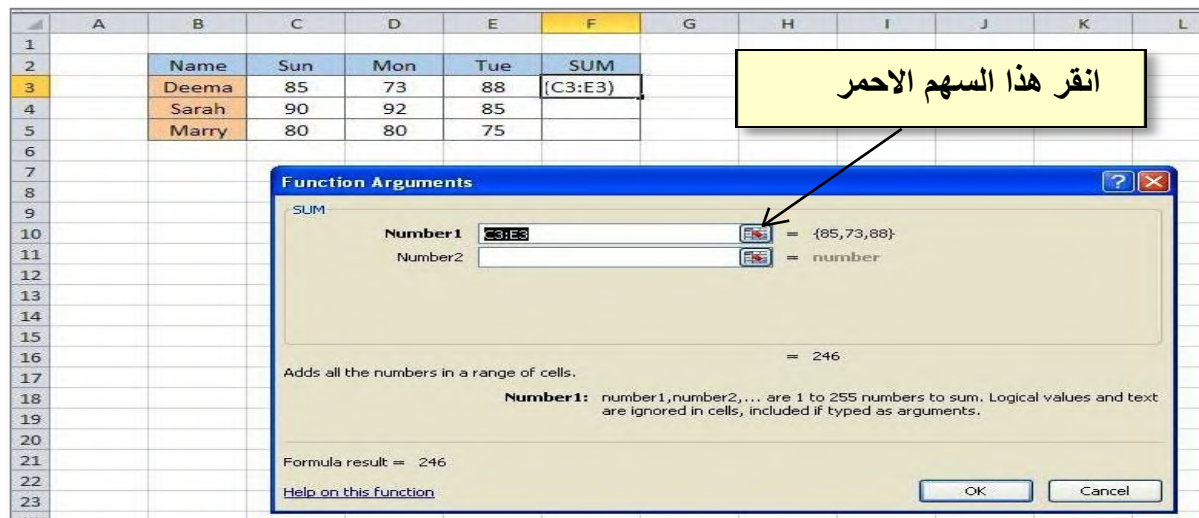 A B C D E F G H I J K L
1
2 Name Sun Mon Tue SUM
3 Deema 85 73 88 (C3:E3)
4 Sarah 90 92 85
5 Marry 80 80 75
انقر هذا السهم الاحمر
6
7
8
9
10
11
12
13
14
15
16
17
18
19
20
21
22
23
Function Arguments
SUM
Number1 C3:E3 = {85,73,88}
Number2 = number
= 246
Adds all the numbers in a range of cells.
Number1: number1,number2,... are 1 to 255 numbers to sum. Logical values and text
are ignored in cells, included if typed as arguments.
Formula result = 246
Help on this function OK Cancel